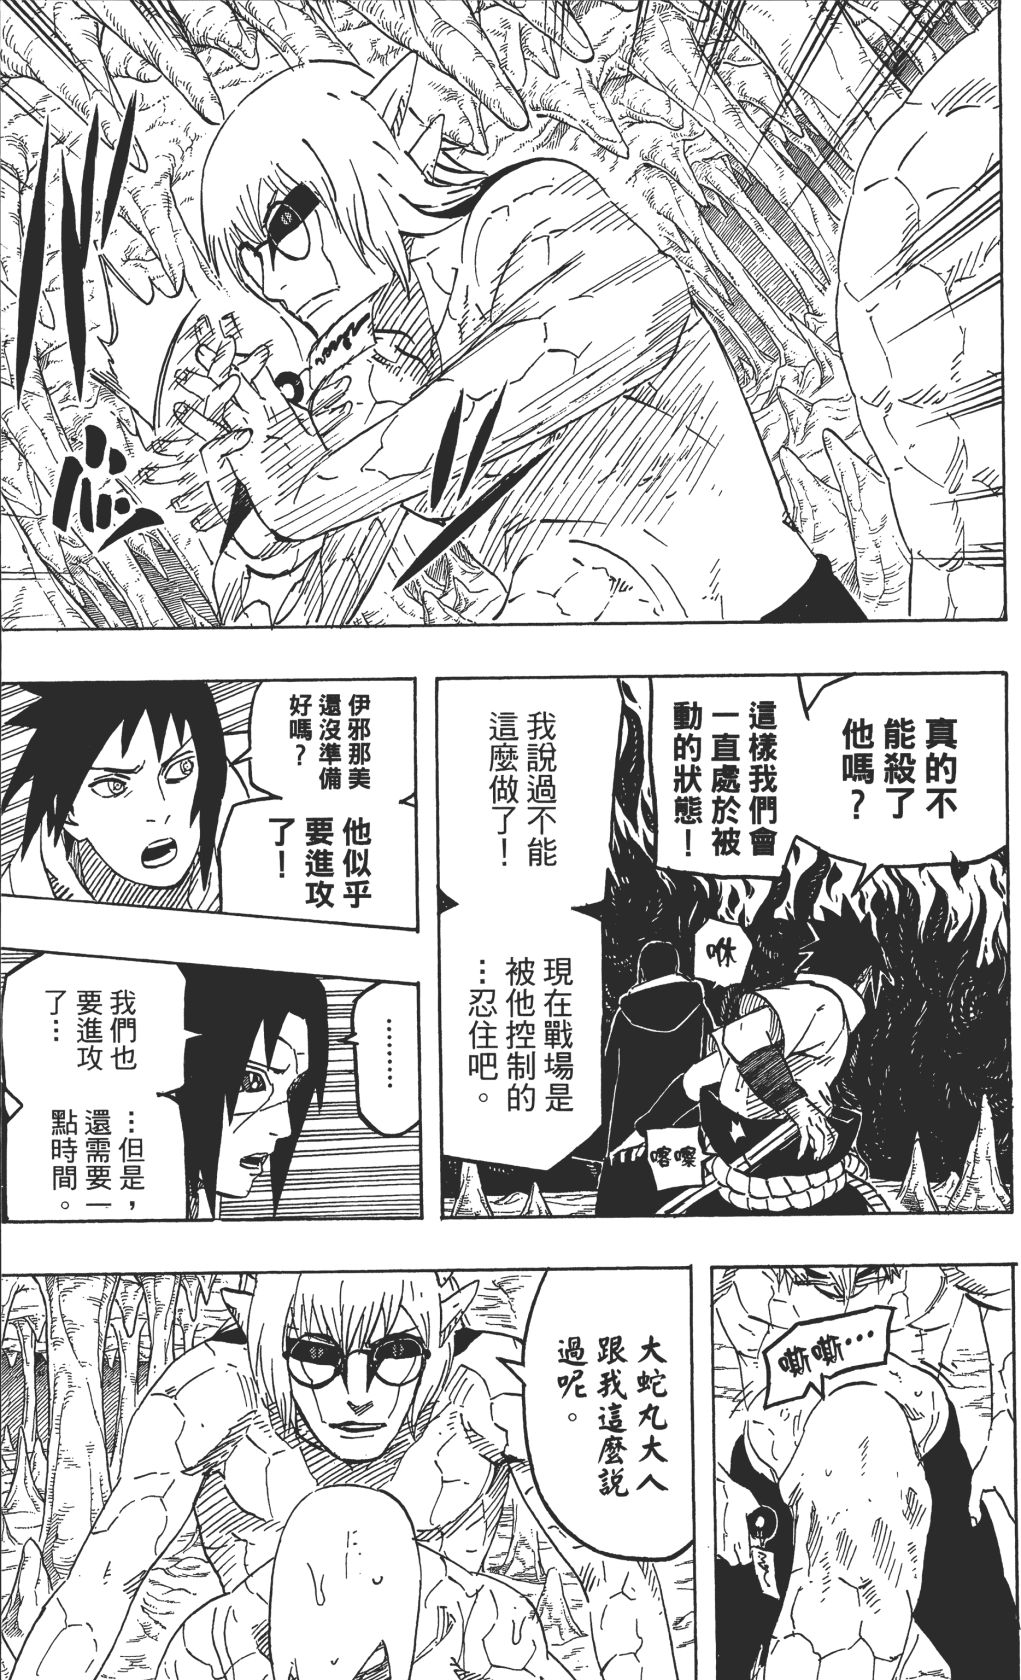 真的不
能殺了
他嗎？
這樣我們會
一直處於被
動的狀態！
我說過不能
這麼做了！
現在戰場是
被他控制的
…忍住吧。
咻
喀嚓
伊邪那美
還沒準備
好嗎？
他似乎
要進攻
了！
………
我們也
要進攻
了…
…但是，
還需要一
點時間。
嘶嘶…
大蛇丸大人
跟我這麼說
過呢。